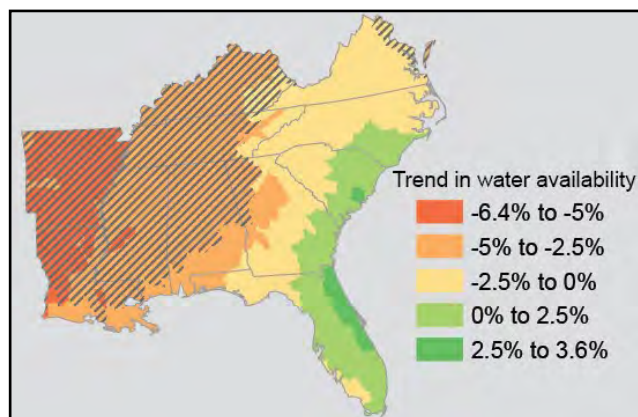 Trend in water availability
-6.4% to -5%
-5% to -2.5%
-2.5% to 0%
0% to 2.5%
2.5% to 3.6%